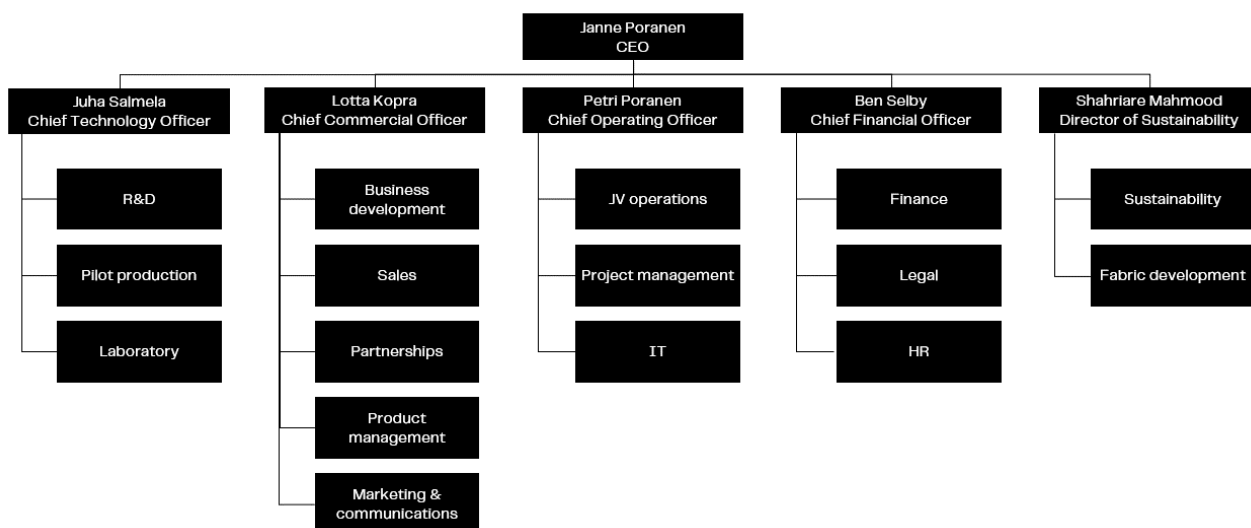 Janne Poranen
CEO
Juha Salmela
Chief Technology Officer
Lotta Kopra
Chief Commercial Officer
Petri Poranen
Chief Operating Officer
Ben Selby
Chief Financial Officer
Shahriare Mahmood
Director of Sustainability
R&D
Pilot production
Laboratory
Business
development
Sales
Partnerships
Product
management
Marketing &
communications
JV operations
Project management
IT
Finance
Legal
HR
Sustainability
Fabric development